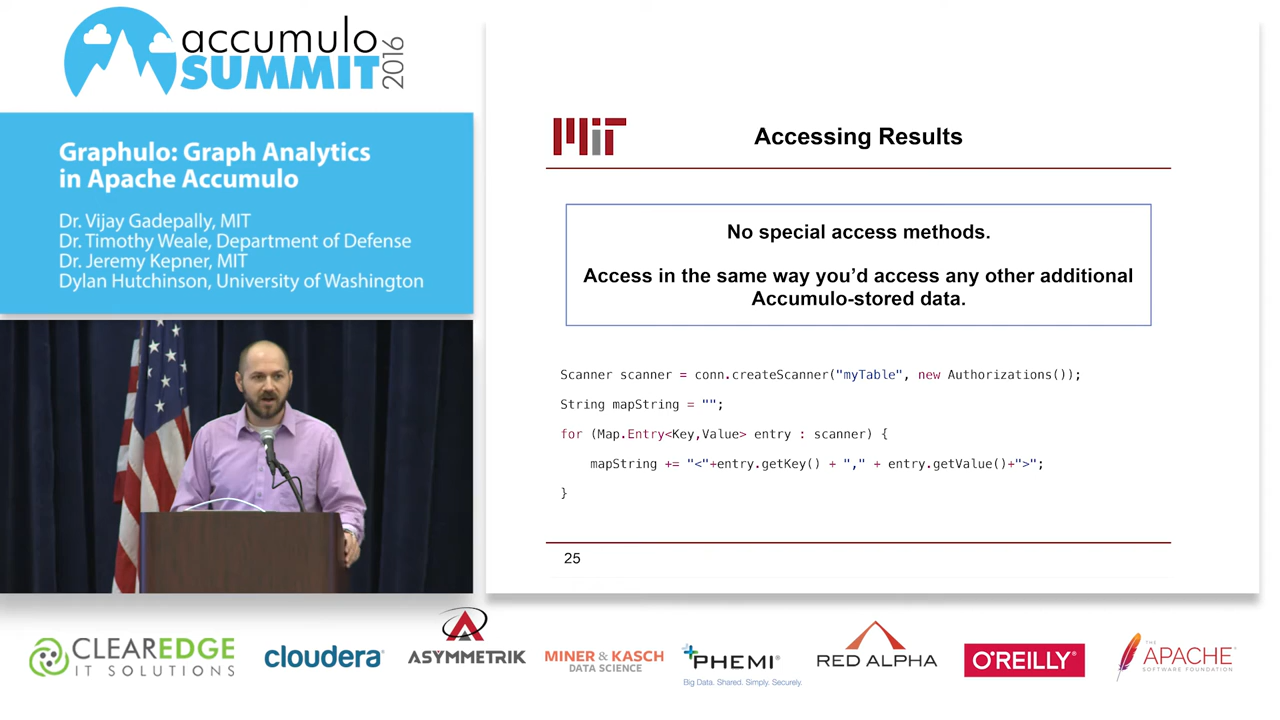 accumulo
SUMMIT
2016
Graphulo: Graph Analytics
in Apache Accumulo
Dr. Vijay Gadepally, MIT
Dr. Timothy Weale, Department of Defense
Dr. Jeremy Kepner, MIT
Dylan Hutchinson, University of Washington
MIT
Accessing Results
No special access methods.
Access in the same way you’d access any other additional
Accumulo-stored data.
Scanner scanner = conn.createScanner("myTable", new Authorizations());
String mapString = "";
for (Map.Entry<Key,Value> entry : scanner) {
mapString += "<"+entry.getKey() + "," + entry.getValue()+">";
}
25
CLEAREDGE
IT SOLUTIONS
cloudera
ASYMMETRIK
MINER & KASCH
DATA SCIENCE
PHEMI
Big Data. Shared. Simply. Securely.
RED ALPHA
O'REILLY®
THE
APACHE
SOFTWARE FOUNDATION